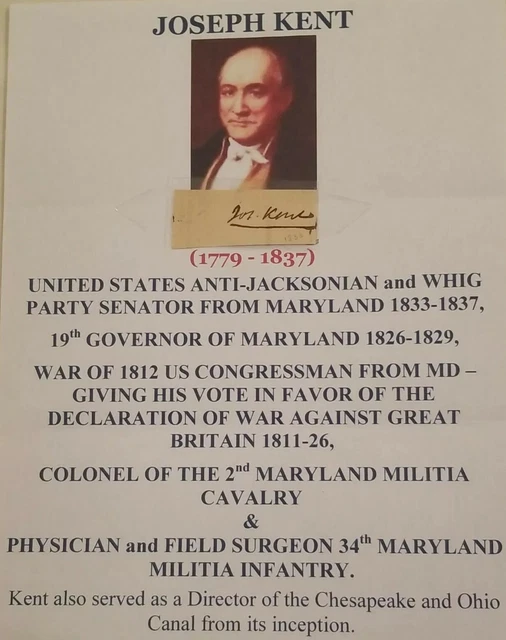 JOSEPH KENT
Jos. Kent
(1779 - 1837)
UNITED STATES ANTI-JACKSONIAN and WHIG
PARTY SENATOR FROM MARYLAND 1833-1837,
19th GOVERNOR OF MARYLAND 1826-1829,
WAR OF 1812 US CONGRESSMAN FROM MD –
GIVING HIS VOTE IN FAVOR OF THE
DECLARATION OF WAR AGAINST GREAT
BRITAIN 1811-26,
COLONEL OF THE 2nd MARYLAND MILITIA
CAVALRY
&
PHYSICIAN and FIELD SURGEON 34th MARYLAND
MILITIA INFANTRY.
Kent also served as a Director of the Chesapeake and Ohio
Canal from its inception.